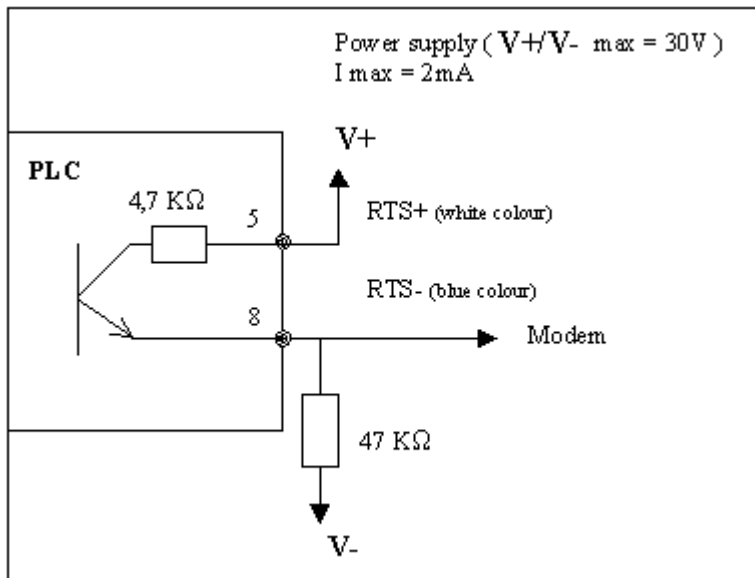 Power supply ( V+/V- max = 30V )
I max = 2mA
V+
PLC
4,7 KΩ
5
RTS+ (white colour)
RTS- (blue colour)
8
Modem
47 KΩ
V-